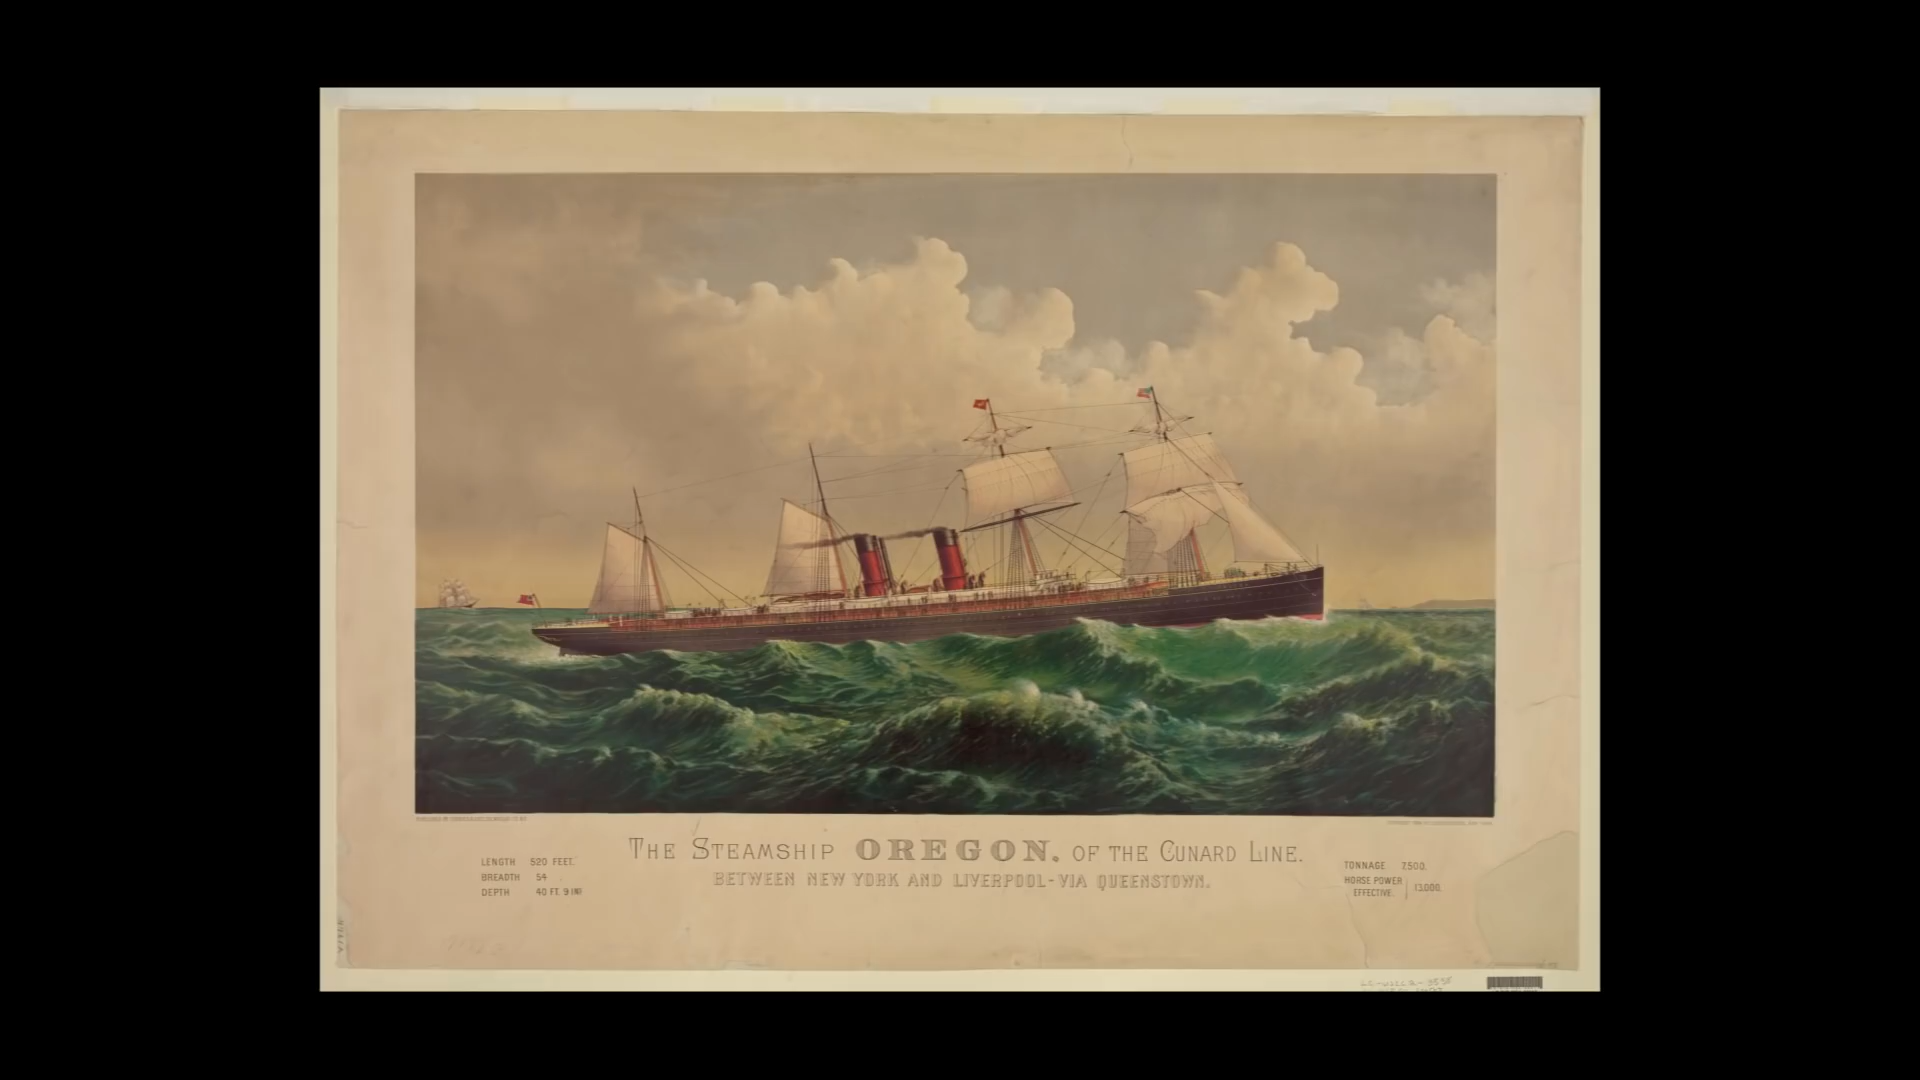 THE STEAMSHIP OREGON. OF THE CUNARD LINE.
BETWEEN NEW YORK AND LIVERPOOL-VIA QUEENSTOWN.
LENGTH 520 FEET.
BREADTH 54 .
DEPTH 40 FT. 9 IN
TONNAGE 7,500.
HORSE POWER
EFFECTIVE. 13,000.